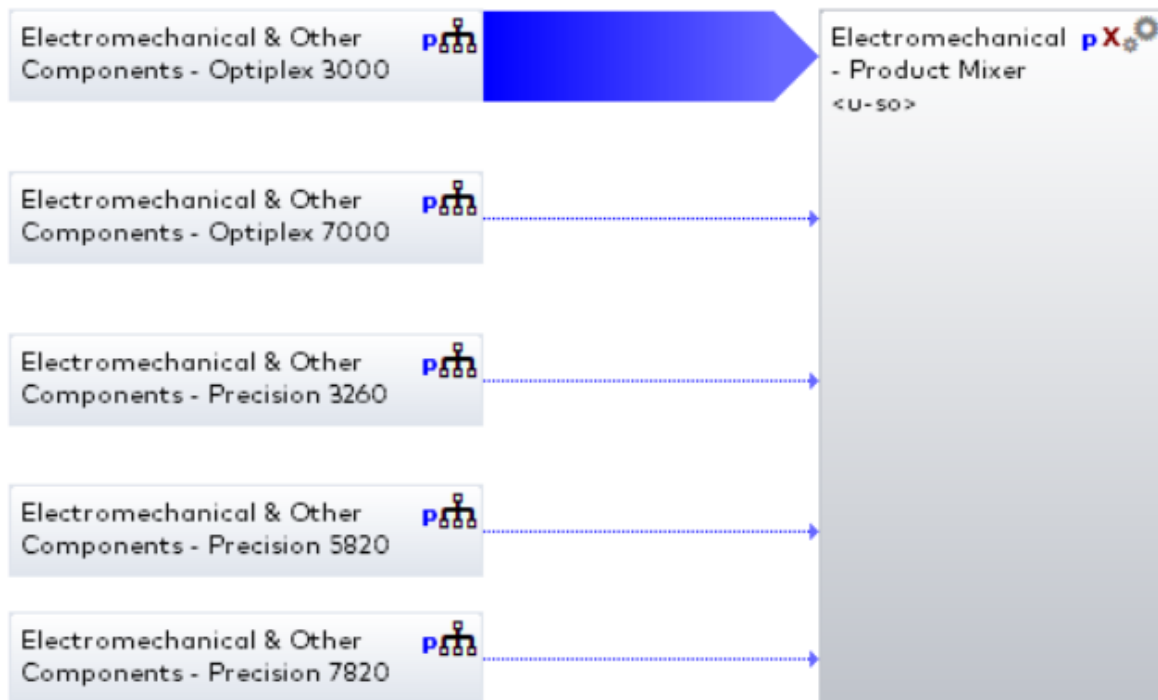 Electromechanical & Other p
Components - Optiplex 3000
Electromechanical p X
- Product Mixer
<u-so>
Electromechanical & Other p
Components - Optiplex 7000
Electromechanical & Other p
Components - Precision 3260
Electromechanical & Other p
Components - Precision 5820
Electromechanical & Other p
Components - Precision 7820